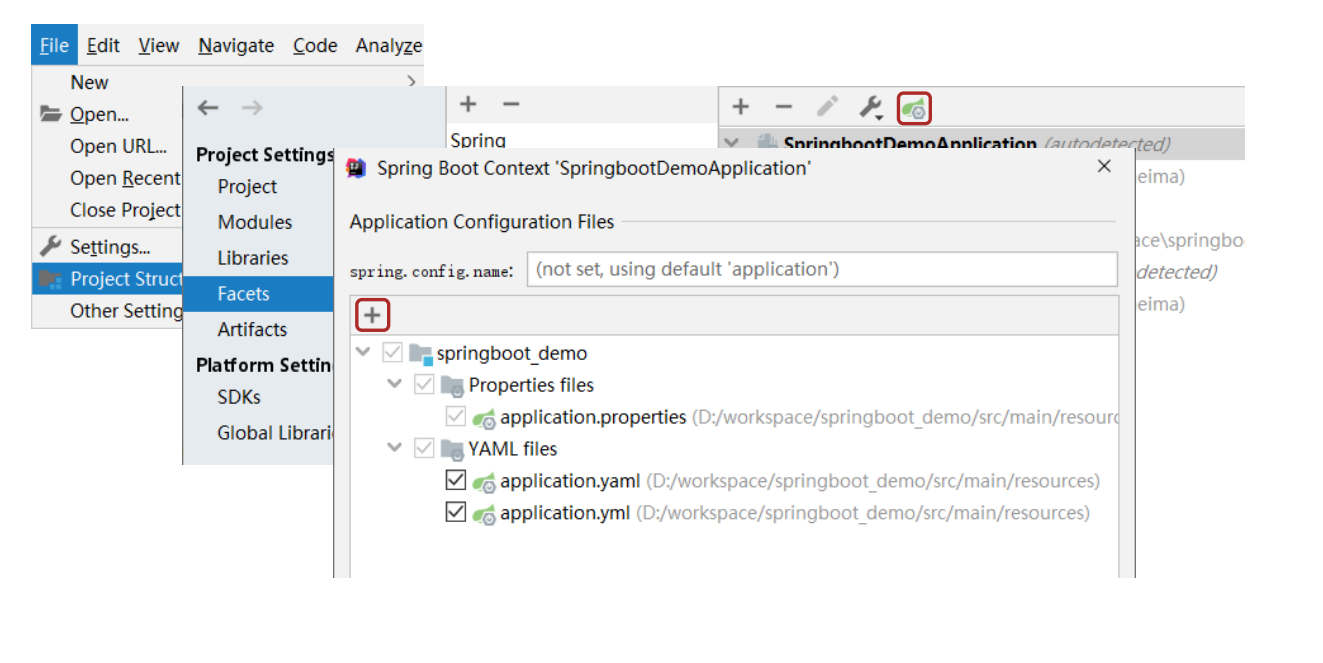 File Edit View Navigate Code Analyze
New
Open...
Open URL...
Open Recent
Close Project
Settings...
Project Struct
Other Setting
Project Settings
Project
Modules
Libraries
Facets
Artifacts
Platform Settin
SDKs
Global Librari
Spring
SpringbootDemoApplication (autodetected)
eima)
ace\springbo
detected)
eima)
Spring Boot Context 'SpringbootDemoApplication'
Application Configuration Files
spring.config.name: (not set, using default 'application')
springboot_demo
Properties files
application.properties (D:/workspace/springboot_demo/src/main/resourc
YAML files
application.yaml (D:/workspace/springboot_demo/src/main/resources)
application.yml (D:/workspace/springboot_demo/src/main/resources)